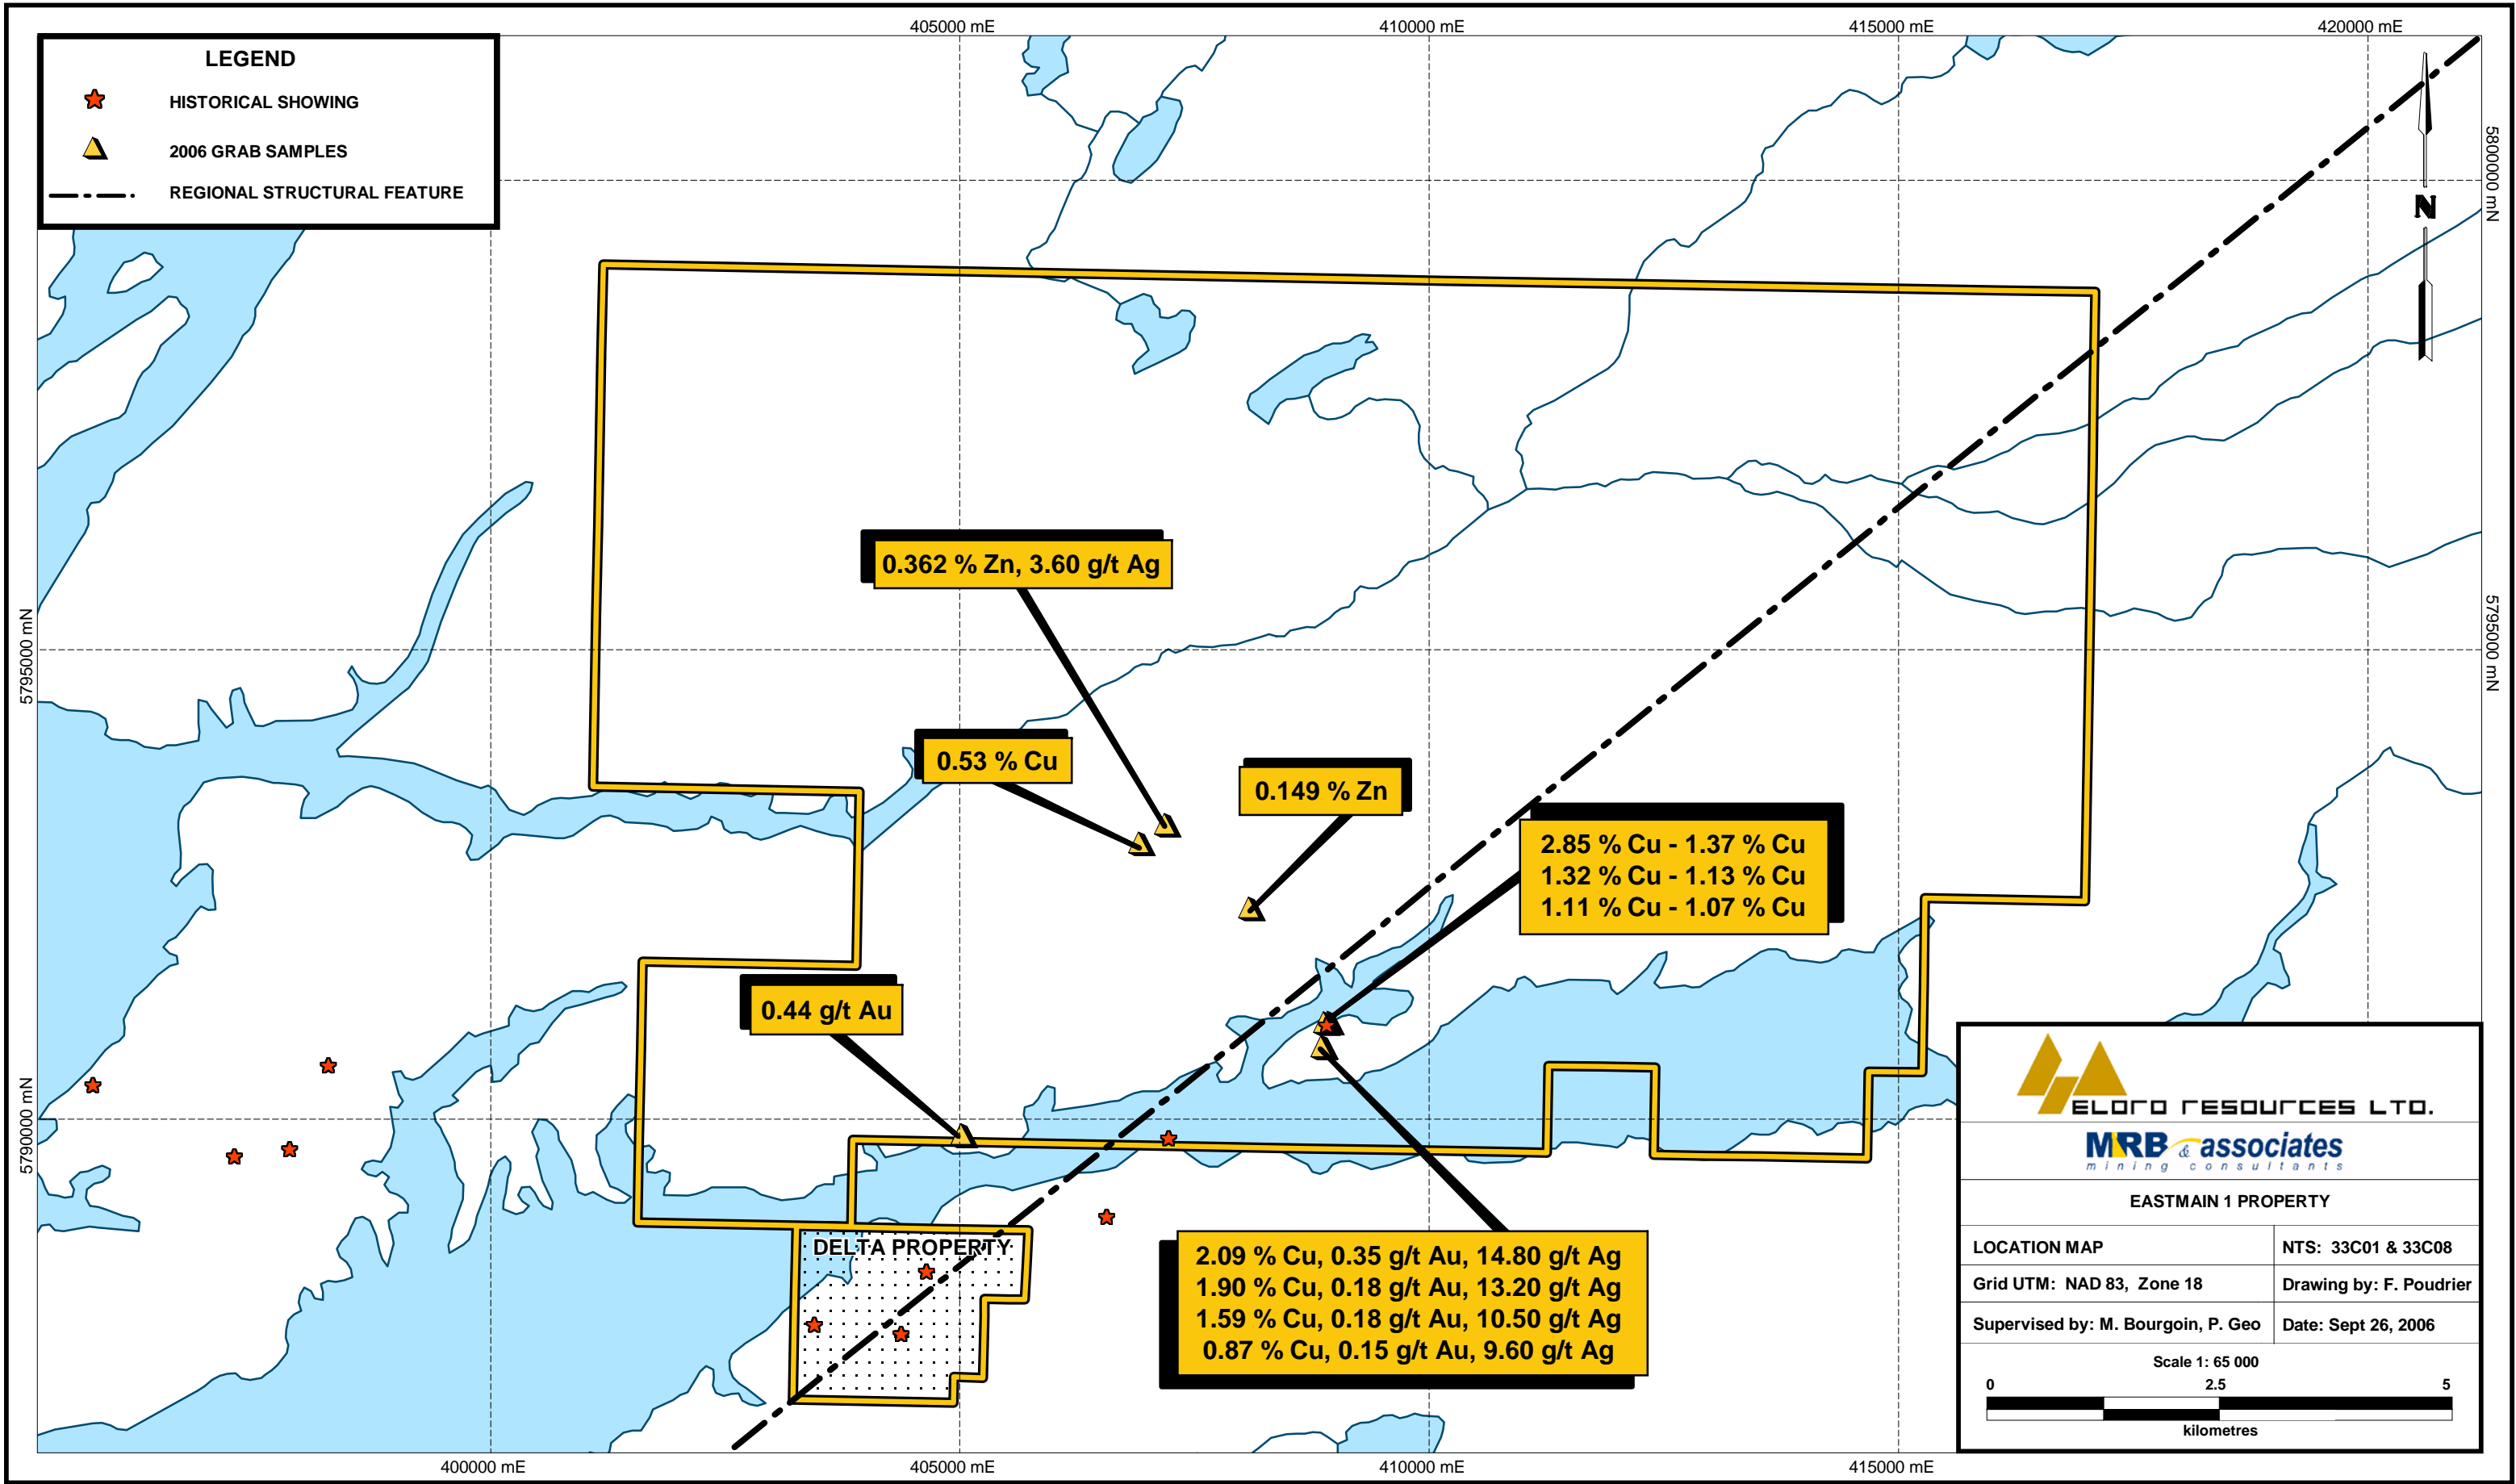 405000 mE
410000 mE
415000 mE
420000 mE
LEGEND
HISTORICAL SHOWING
2006 GRAB SAMPLES
REGIONAL STRUCTURAL FEATURE
N
5800000 mN
0.362 % Zn, 3.60 g/t Ag
5795000 mN
5795000 mN
0.53 % Cu
0.149 % Zn
2.85 % Cu - 1.37 % Cu
1.32 % Cu - 1.13 % Cu
1.11 % Cu - 1.07 % Cu
0.44 g/t Au
5790000 mN
DELTA PROPERTY
2.09 % Cu, 0.35 g/t Au, 14.80 g/t Ag
1.90 % Cu, 0.18 g/t Au, 13.20 g/t Ag
1.59 % Cu, 0.18 g/t Au, 10.50 g/t Ag
0.87 % Cu, 0.15 g/t Au, 9.60 g/t Ag
ELORO RESOURCES LTD.
MRB & associates
mining consultants
EASTMAIN 1 PROPERTY
LOCATION MAP
NTS: 33C01 & 33C08
Grid UTM: NAD 83, Zone 18
Drawing by: F. Poudrier
Supervised by: M. Bourgoin, P. Geo
Date: Sept 26, 2006
Scale 1: 65 000
0 2.5 5
kilometres
400000 mE
405000 mE
410000 mE
415000 mE